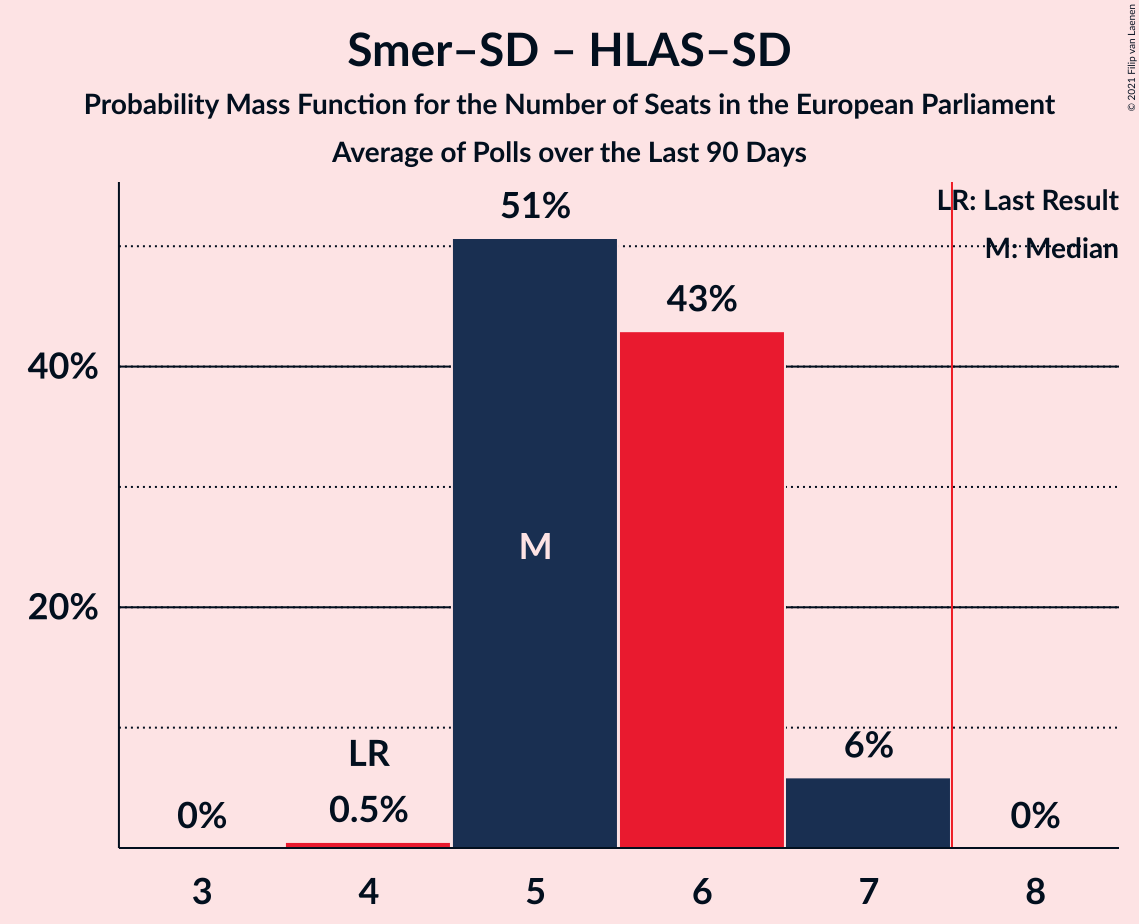 Smer–SD – HLAS–SD
Probability Mass Function for the Number of Seats in the European Parliament
Average of Polls over the Last 90 Days
© 2021 Filip van Laenen
LR: Last Result
M: Median
51%
43%
40%
M
20%
LR
6%
0%
0.5%
0%
3
4
5
6
7
8